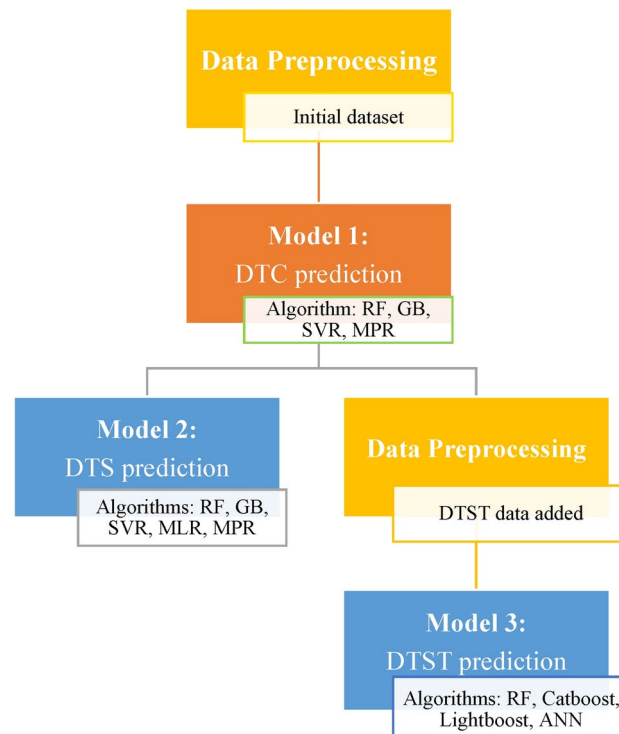 Data Preprocessing
Initial dataset
Model 1:
DTC prediction
Algorithm: RF, GB,
SVR, MPR
Model 2:
DTS prediction
Algorithms: RF, GB,
SVR, MLR, MPR
Data Preprocessing
DTST data added
Model 3:
DTST prediction
Algorithms: RF, Catboost,
Lightboost, ANN